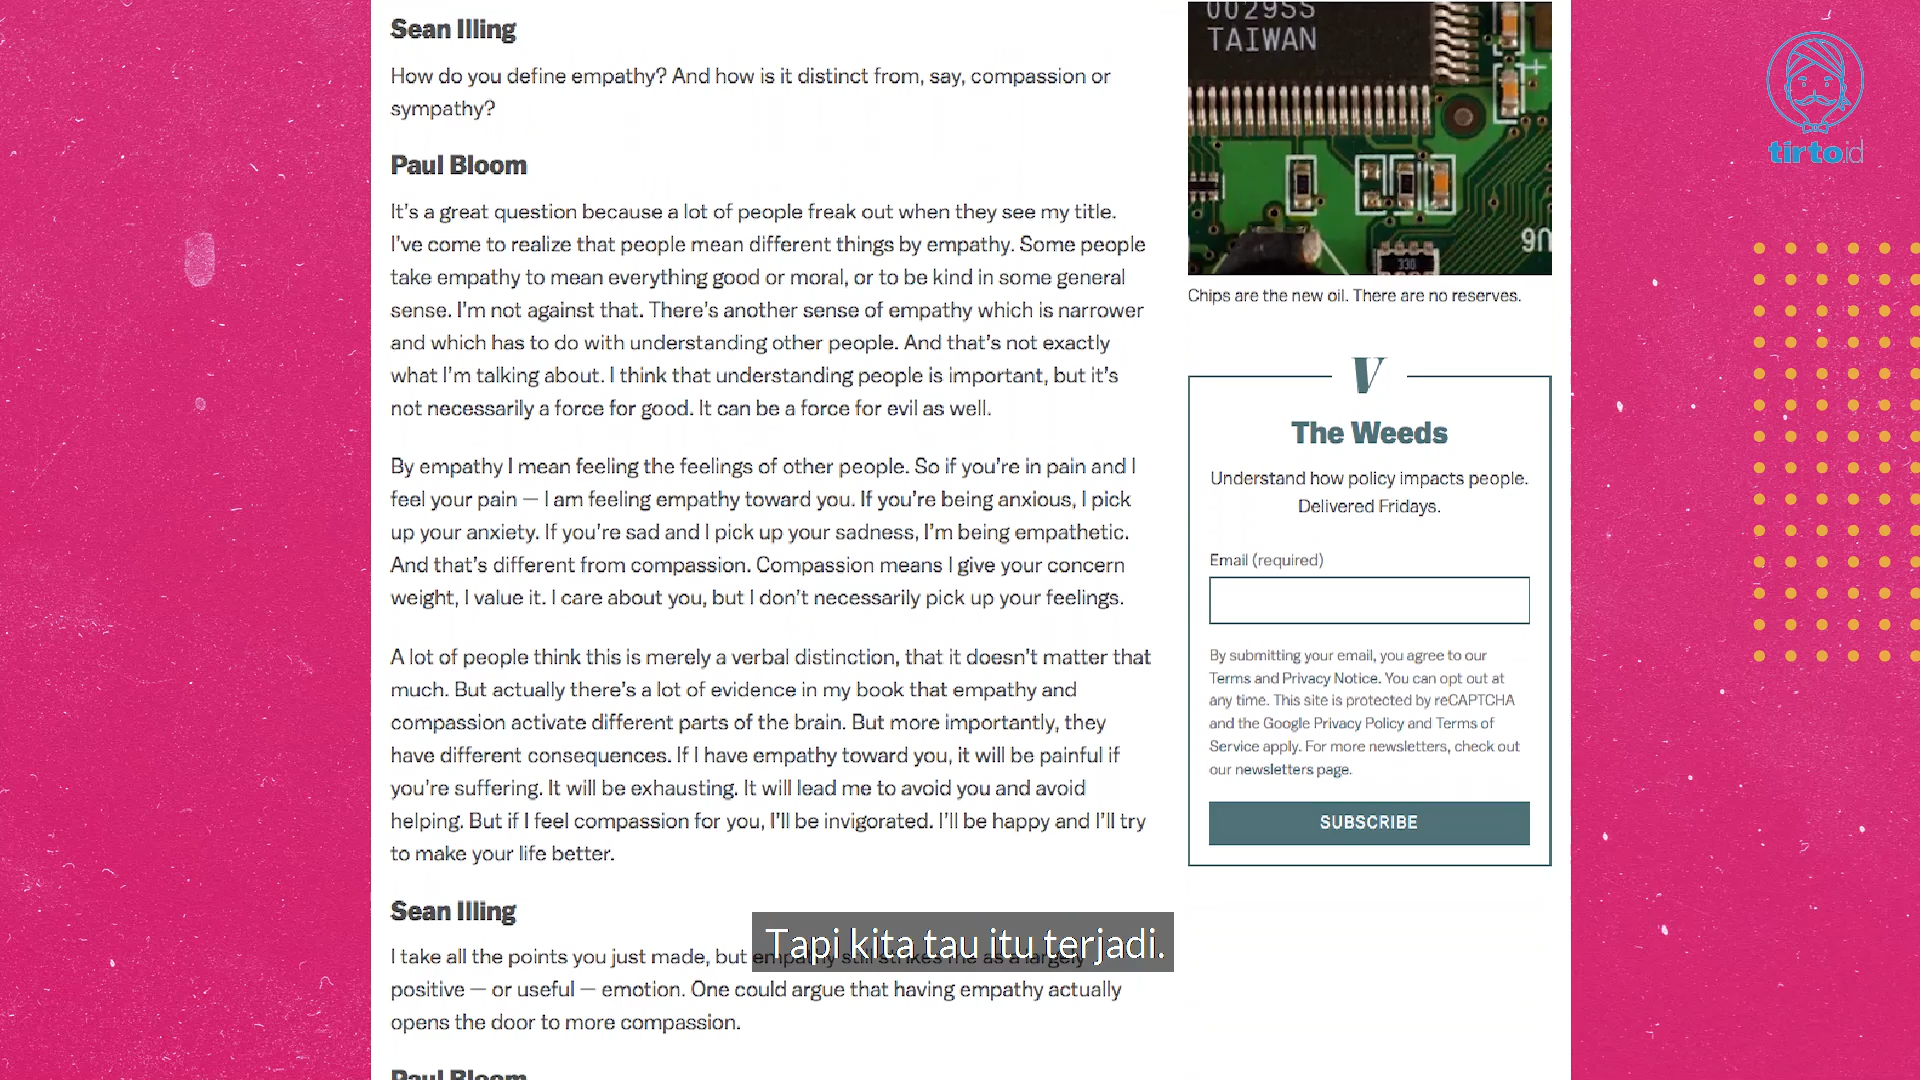 Sean Illing
How do you define empathy? And how is it distinct from, say, compassion or
sympathy?
Paul Bloom
It's a great question because a lot of people freak out when they see my title.
I've come to realize that people mean different things by empathy. Some people
take empathy to mean everything good or moral, or to be kind in some general
sense. I'm not against that. There's another sense of empathy which is narrower
and which has to do with understanding other people. And that's not exactly
what I'm talking about. I think that understanding people is important, but it's
not necessarily a force for good. It can be a force for evil as well.
By empathy I mean feeling the feelings of other people. So if you're in pain and I
feel your pain — I am feeling empathy toward you. If you're being anxious, I pick
up your anxiety. If you're sad and I pick up your sadness, I'm being empathetic.
And that's different from compassion. Compassion means I give your concern
weight, I value it. I care about you, but I don't necessarily pick up your feelings.
A lot of people think this is merely a verbal distinction, that it doesn't matter that
much. But actually there's a lot of evidence in my book that empathy and
compassion activate different parts of the brain. But more importantly, they
have different consequences. If I have empathy toward you, it will be painful if
you're suffering. It will be exhausting. It will lead me to avoid you and avoid
helping. But if I feel compassion for you, I'll be invigorated. I'll be happy and I'll try
to make your life better.
Sean Illing
I take all the points you just made, but empathy still strikes me as a largely
positive — or useful — emotion. One could argue that having empathy actually
opens the door to more compassion.
Paul Bloom
0029SS
TAIWAN
330
Chips are the new oil. There are no reserves.
V
The Weeds
Understand how policy impacts people.
Delivered Fridays.
Email (required)
By submitting your email, you agree to our
Terms and Privacy Notice. You can opt out at
any time. This site is protected by reCAPTCHA
and the Google Privacy Policy and Terms of
Service apply. For more newsletters, check out
our newsletters page.
SUBSCRIBE
tirto.id
Tapi kita tau itu terjadi.